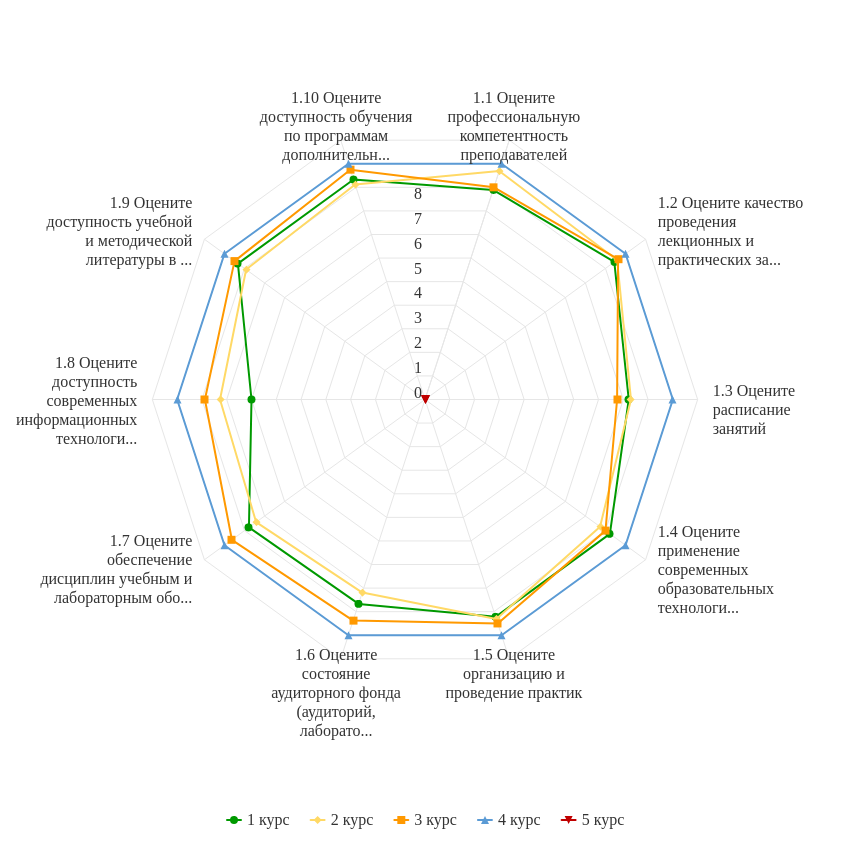 1.10 Оцените
доступность обучения
по программам
дополнительн...
1.1 Оцените
профессиональную
компетентность
преподавателей
1.9 Оцените
доступность учебной
и методической
литературы в ...
1.2 Оцените качество
проведения
лекционных и
практических за...
8
7
6
5
4
3
2
1
0
1.8 Оцените
доступность
современных
информационных
технологи...
1.3 Оцените
расписание
занятий
1.7 Оцените
обеспечение
дисциплин учебным и
лабораторным обо...
1.4 Оцените
применение
современных
образовательных
технологи...
1.6 Оцените
состояние
аудиторного фонда
(аудиторий,
лаборато...
1.5 Оцените
организацию и
проведение практик
1 курс 2 курс 3 курс 4 курс 5 курс